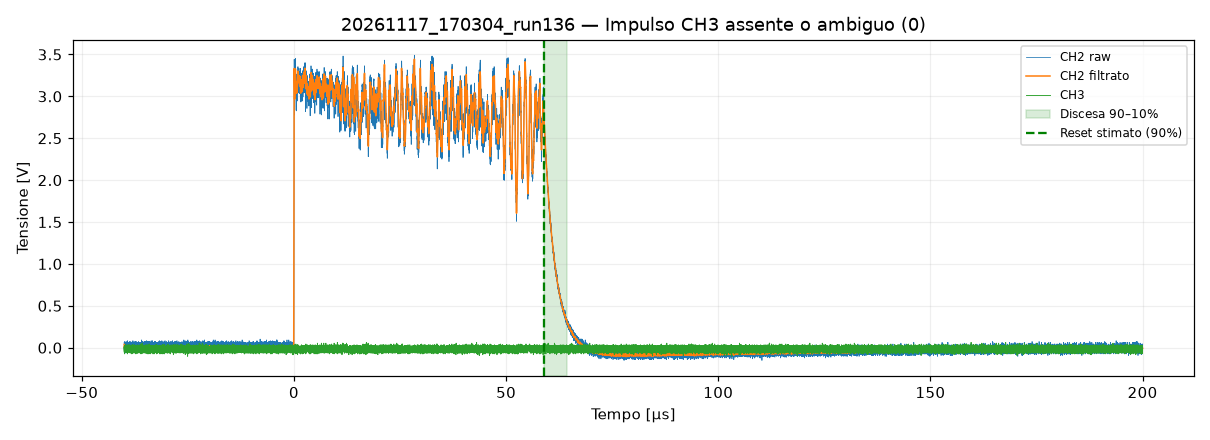 20261117_170304_run136 — Impulso CH3 assente o ambiguo (0)
Tensione [V]
3.5
3.0
2.5
2.0
1.5
1.0
0.5
0.0
CH2 raw
CH2 filtrato
CH3
Discesa 90–10%
Reset stimato (90%)
−50
0
50
100
150
200
Tempo [µs]